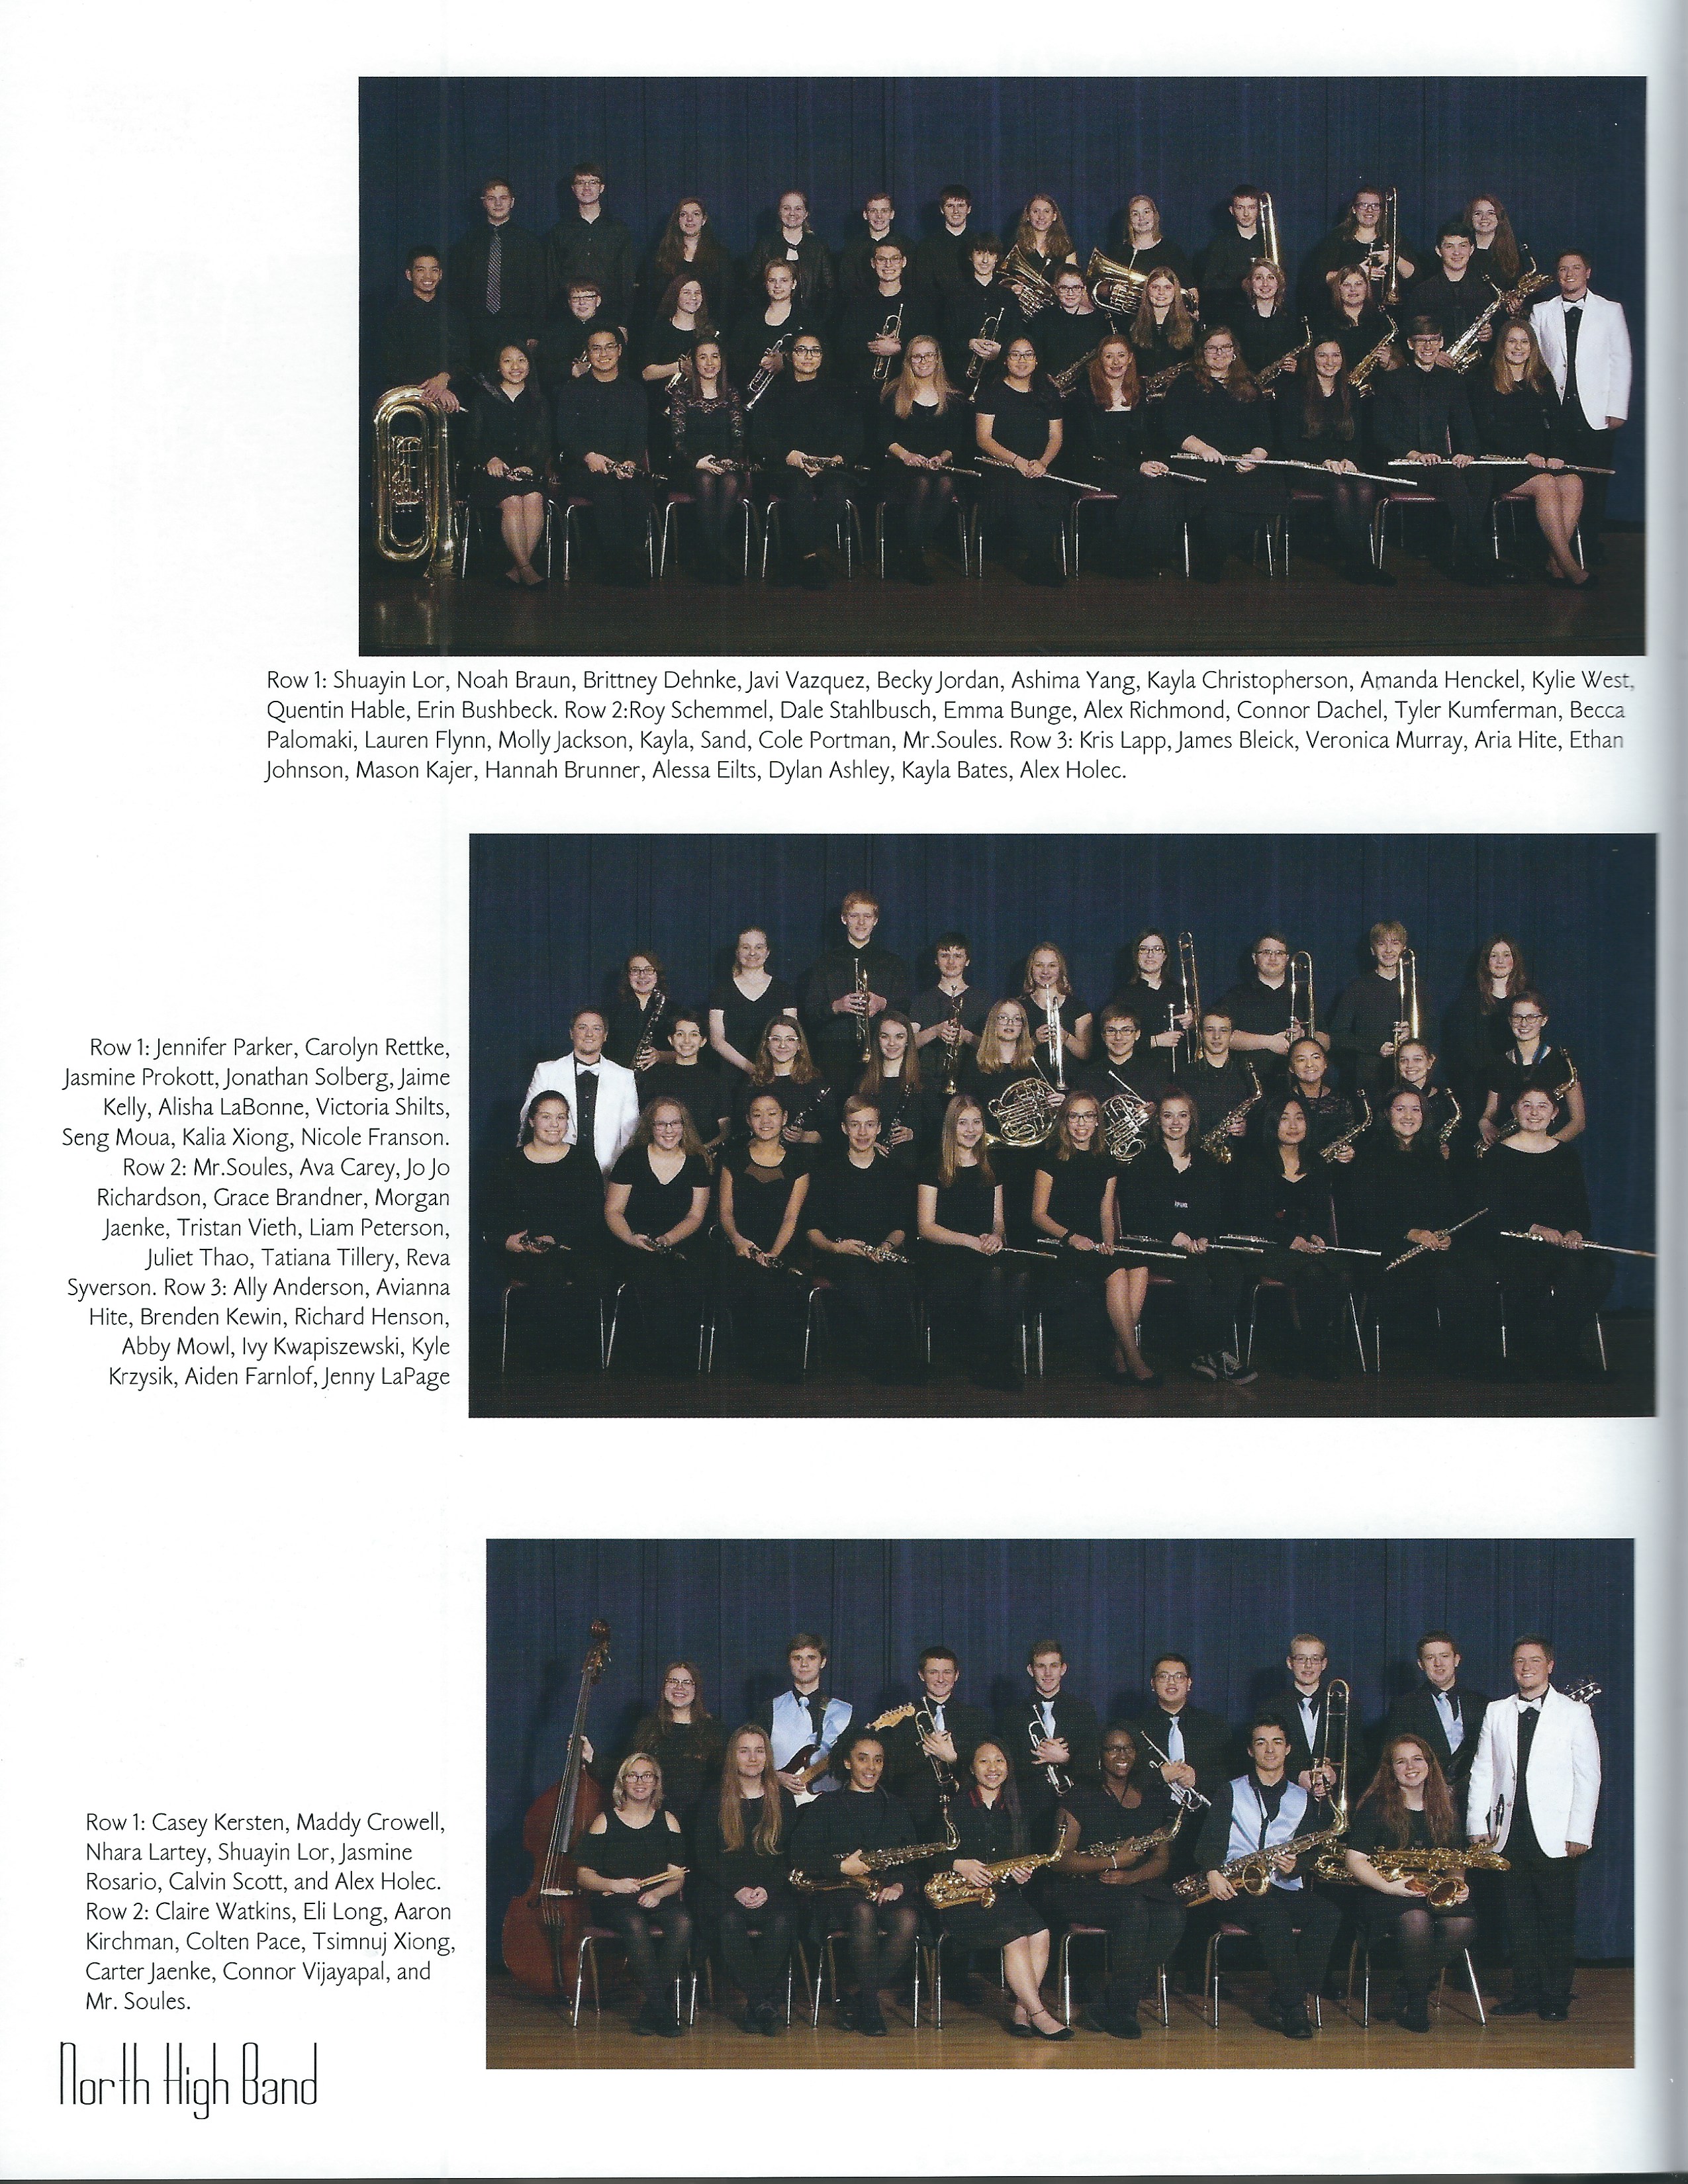 Row 1: Shuayin Lor, Noah Braun, Brittney Dehnke, Javi Vazquez, Becky Jordan, Ashima Yang, Kayla Christopherson, Amanda Henckel, Kylie West,
Quentin Hable, Erin Bushbeck. Row 2:Roy Schemmel, Dale Stahlbusch, Emma Bunge, Alex Richmond, Connor Dachel, Tyler Kumferman, Becca
Palomaki, Lauren Flynn, Molly Jackson, Kayla, Sand, Cole Portman, Mr.Soules. Row 3: Kris Lapp, James Bleick, Veronica Murray, Aria Hite, Ethan
Johnson, Mason Kajer, Hannah Brunner, Alessa Eilts, Dylan Ashley, Kayla Bates, Alex Holec.
Row 1: Jennifer Parker, Carolyn Rettke,
Jasmine Prokott, Jonathan Solberg, Jaime
Kelly, Alisha LaBonne, Victoria Shilts,
Seng Moua, Kalia Xiong, Nicole Franson.
Row 2: Mr.Soules, Ava Carey, Jo Jo
Richardson, Grace Brandner, Morgan
Jaenke, Tristan Vieth, Liam Peterson,
Juliet Thao, Tatiana Tillery, Reva
Syverson. Row 3: Ally Anderson, Avianna
Hite, Brenden Kewin, Richard Henson,
Abby Mowl, Ivy Kwapiszewski, Kyle
Krzysik, Aiden Farnlof, Jenny LaPage
Row 1: Casey Kersten, Maddy Crowell,
Nhara Lartey, Shuayin Lor, Jasmine
Rosario, Calvin Scott, and Alex Holec.
Row 2: Claire Watkins, Eli Long, Aaron
Kirchman, Colten Pace, Tsimnuj Xiong,
Carter Jaenke, Connor Vijayapal, and
Mr. Soules.
North High Band